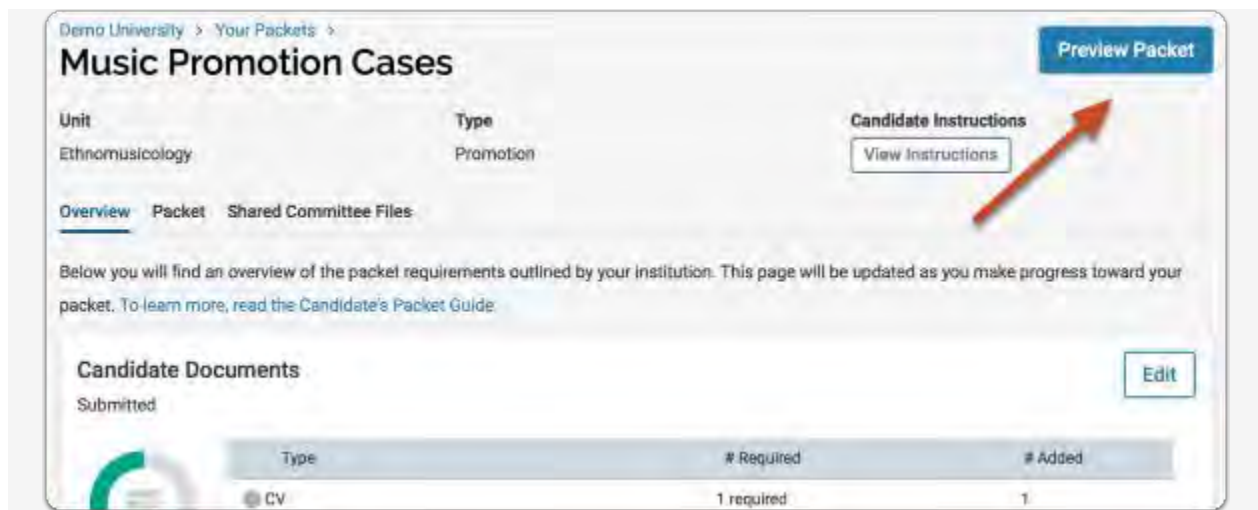 Demo University > Your Packets >
Music Promotion Cases
Preview Packet
Unit
Type
Candidate Instructions
Ethnomusicology
Promotion
View Instructions
Overview Packet Shared Committee Files
Below you will find an overview of the packet requirements outlined by your institution. This page will be updated as you make progress toward your
packet. To learn more, read the Candidate's Packet Guide.
Candidate Documents
Edit
Submitted
Type # Required # Added
CV 1 required 1